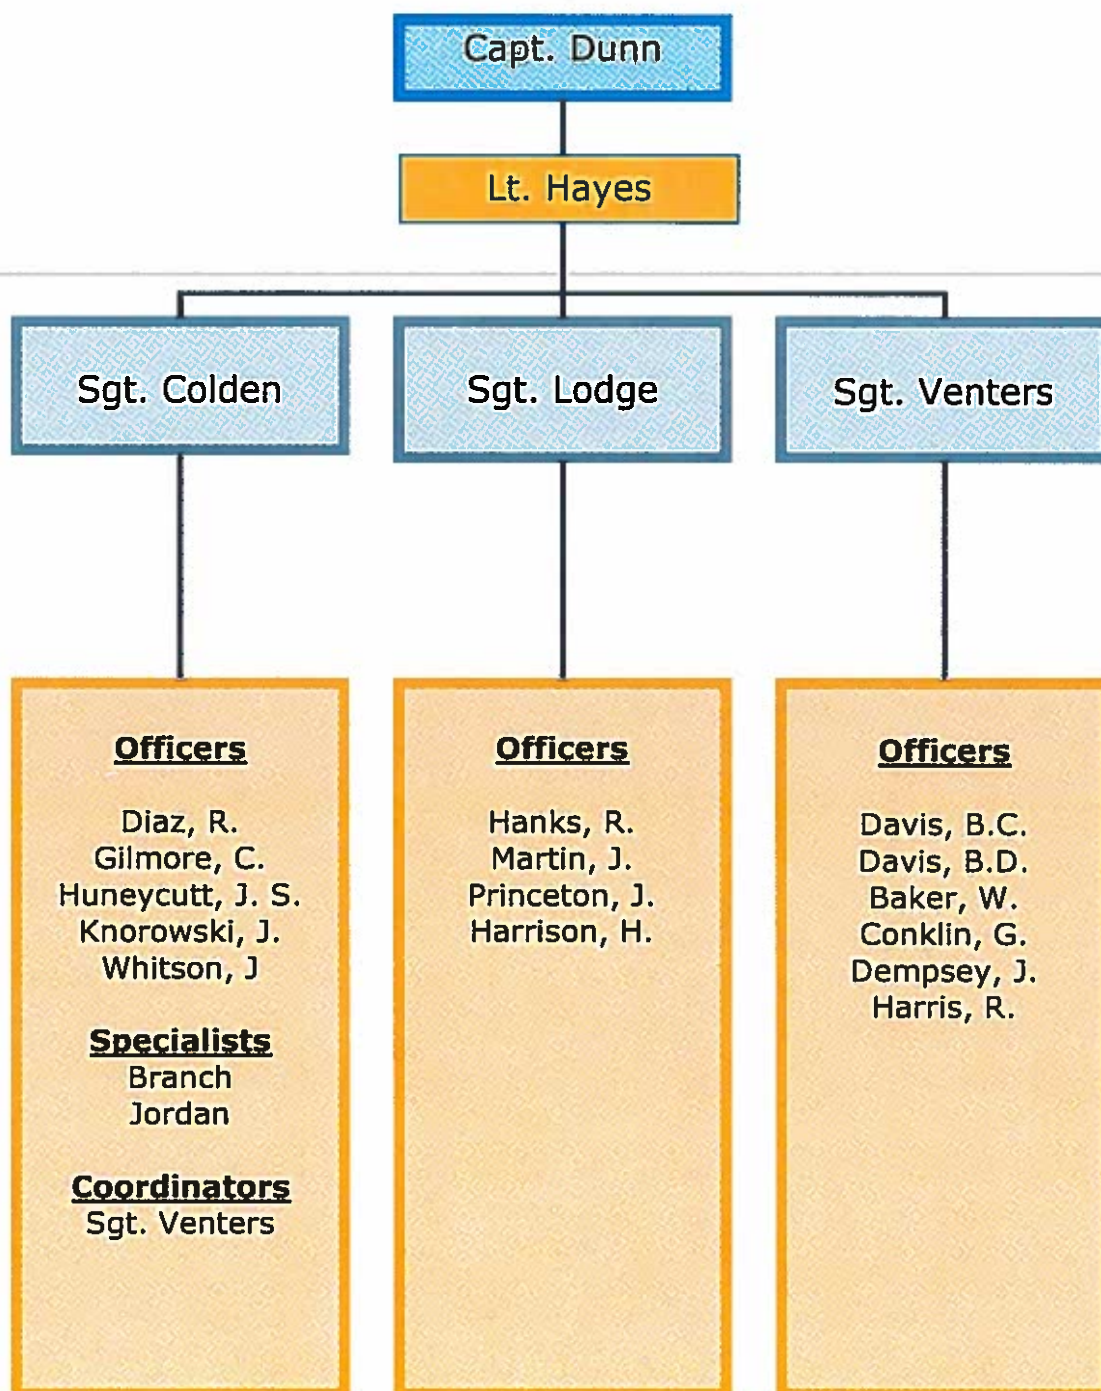 Capt. Dunn
Lt. Hayes
Sgt. Colden
Sgt. Lodge
Sgt. Venters
Officers
Diaz, R.
Gilmore, C.
Huneycutt, J. S.
Knorowski, J.
Whitson, J
Specialists
Branch
Jordan
Coordinators
Sgt. Venters
Officers
Hanks, R.
Martin, J.
Princeton, J.
Harrison, H.
Officers
Davis, B.C.
Davis, B.D.
Baker, W.
Conklin, G.
Dempsey, J.
Harris, R.